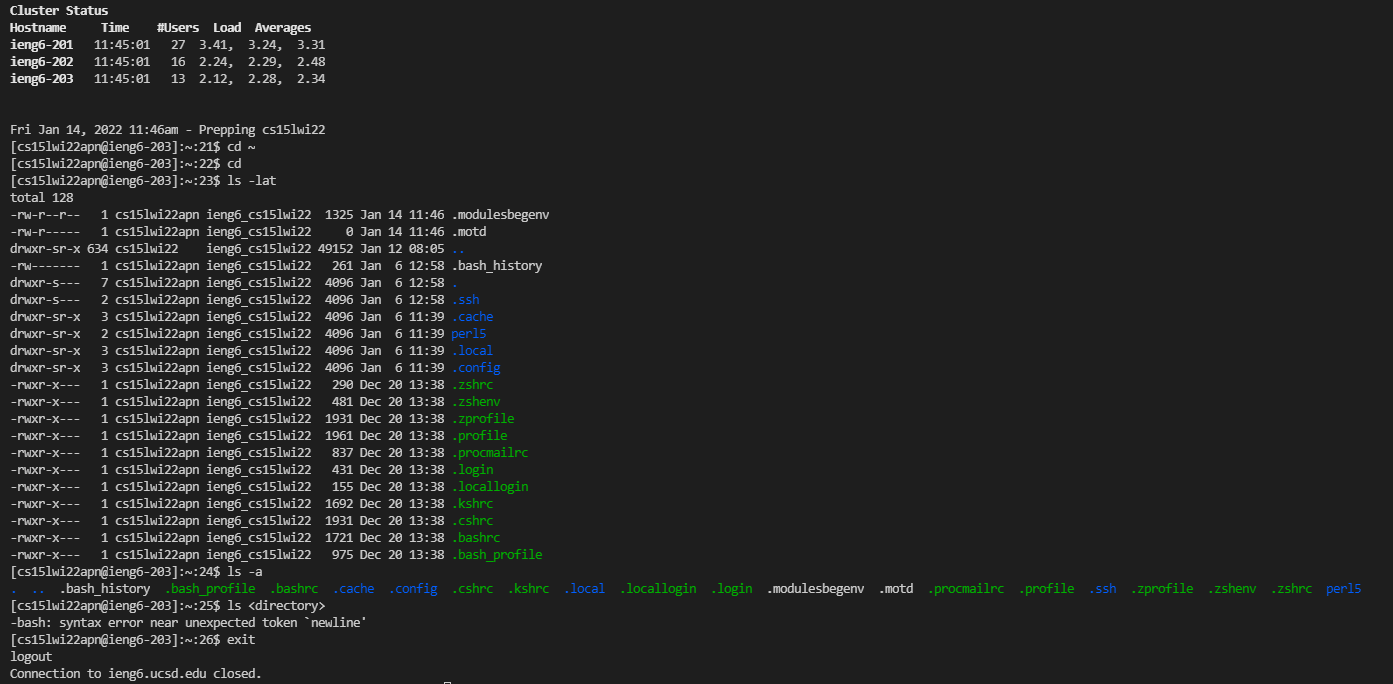 Cluster Status
Hostname     Time    #Users  Load  Averages
ieng6-201   11:45:01   27  3.41,  3.24,  3.31
ieng6-202   11:45:01   16  2.24,  2.29,  2.48
ieng6-203   11:45:01   13  2.12,  2.28,  2.34
Fri Jan 14, 2022 11:46am - Prepping cs15lwi22
[cs15lwi22apn@ieng6-203]:~:21$ cd ~
[cs15lwi22apn@ieng6-203]:~:22$ cd
[cs15lwi22apn@ieng6-203]:~:23$ ls -lat
total 128
-rw-r--r--   1 cs15lwi22apn ieng6_cs15lwi22  1325 Jan 14 11:46 .modulesbegenv
-rw-r-----   1 cs15lwi22apn ieng6_cs15lwi22     0 Jan 14 11:46 .motd
drwxr-sr-x 634 cs15lwi22    ieng6_cs15lwi22 49152 Jan 12 08:05 ..
-rw-------   1 cs15lwi22apn ieng6_cs15lwi22   261 Jan  6 12:58 .bash_history
drwxr-s---   7 cs15lwi22apn ieng6_cs15lwi22  4096 Jan  6 12:58 .
drwxr-s---   2 cs15lwi22apn ieng6_cs15lwi22  4096 Jan  6 12:58 .ssh
drwxr-sr-x   3 cs15lwi22apn ieng6_cs15lwi22  4096 Jan  6 11:39 .cache
drwxr-sr-x   2 cs15lwi22apn ieng6_cs15lwi22  4096 Jan  6 11:39 perl5
drwxr-sr-x   3 cs15lwi22apn ieng6_cs15lwi22  4096 Jan  6 11:39 .local
drwxr-sr-x   3 cs15lwi22apn ieng6_cs15lwi22  4096 Jan  6 11:39 .config
-rwxr-x---   1 cs15lwi22apn ieng6_cs15lwi22   290 Dec 20 13:38 .zshrc
-rwxr-x---   1 cs15lwi22apn ieng6_cs15lwi22   481 Dec 20 13:38 .zshenv
-rwxr-x---   1 cs15lwi22apn ieng6_cs15lwi22  1931 Dec 20 13:38 .zprofile
-rwxr-x---   1 cs15lwi22apn ieng6_cs15lwi22  1961 Dec 20 13:38 .profile
-rwxr-x---   1 cs15lwi22apn ieng6_cs15lwi22   837 Dec 20 13:38 .procmailrc
-rwxr-x---   1 cs15lwi22apn ieng6_cs15lwi22   431 Dec 20 13:38 .login
-rwxr-x---   1 cs15lwi22apn ieng6_cs15lwi22   155 Dec 20 13:38 .locallogin
-rwxr-x---   1 cs15lwi22apn ieng6_cs15lwi22  1692 Dec 20 13:38 .kshrc
-rwxr-x---   1 cs15lwi22apn ieng6_cs15lwi22  1931 Dec 20 13:38 .cshrc
-rwxr-x---   1 cs15lwi22apn ieng6_cs15lwi22  1721 Dec 20 13:38 .bashrc
-rwxr-x---   1 cs15lwi22apn ieng6_cs15lwi22   975 Dec 20 13:38 .bash_profile
[cs15lwi22apn@ieng6-203]:~:24$ ls -a
.  ..  .bash_history  .bash_profile  .bashrc  .cache  .config  .cshrc  .kshrc  .local  .locallogin  .login  .modulesbegenv  .motd  .procmailrc  .profile  .ssh  .zprofile  .zshenv  .zshrc  perl5
[cs15lwi22apn@ieng6-203]:~:25$ ls <directory>
-bash: syntax error near unexpected token `newline'
[cs15lwi22apn@ieng6-203]:~:26$ exit
logout
Connection to ieng6.ucsd.edu closed.